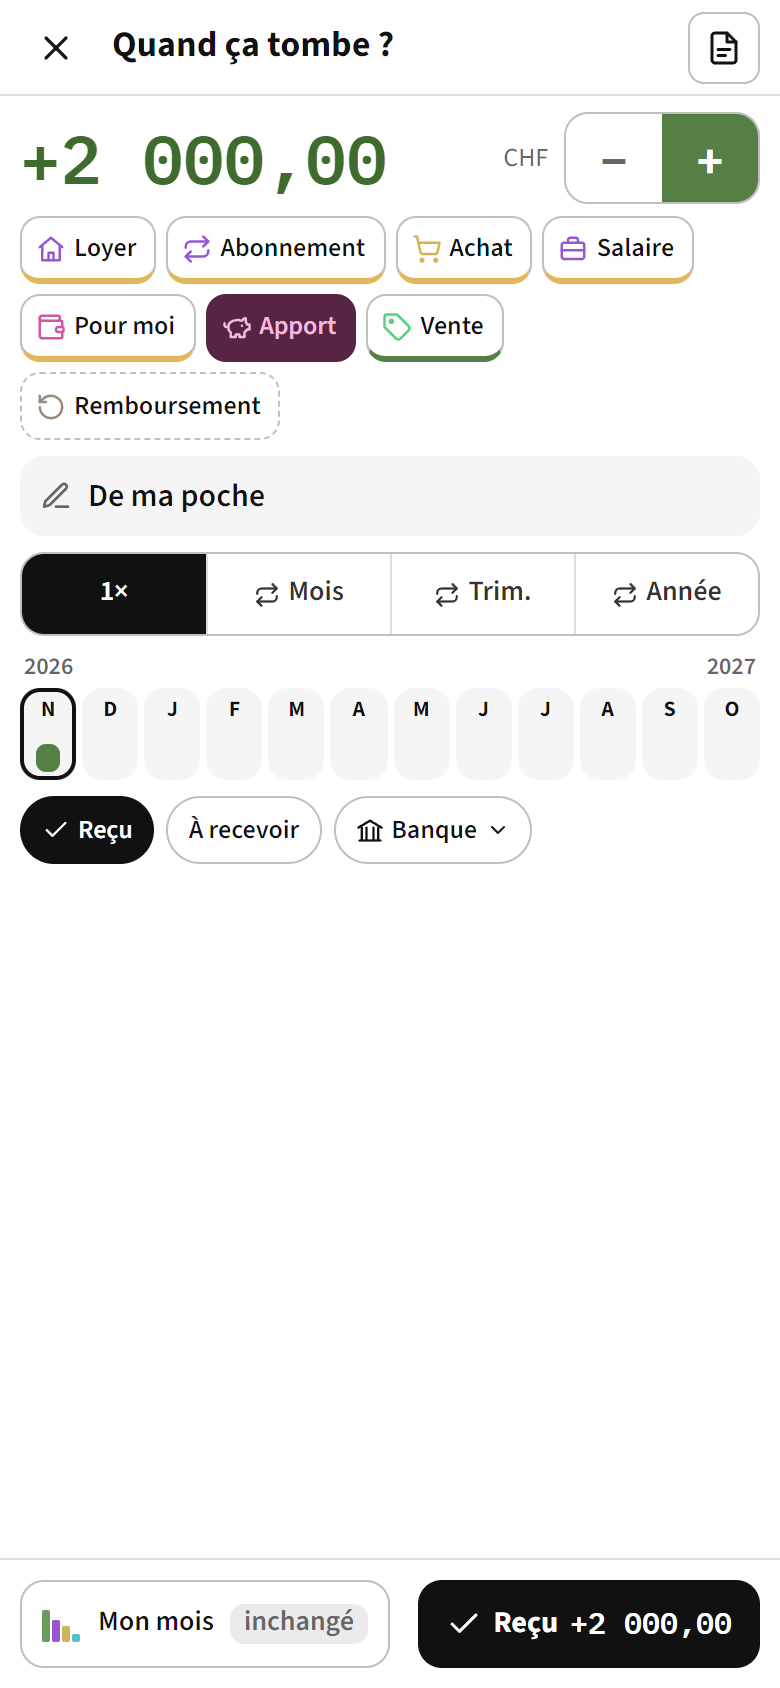 Quand ça tombe ?
+2 000,00 CHF − +
Loyer Abonnement Achat Salaire
Pour moi Apport Vente
Remboursement
De ma poche
1× Mois Trim. Année
2026 2027
N D J F M A M J J A S O
Reçu À recevoir Banque
Mon mois inchangé Reçu +2 000,00